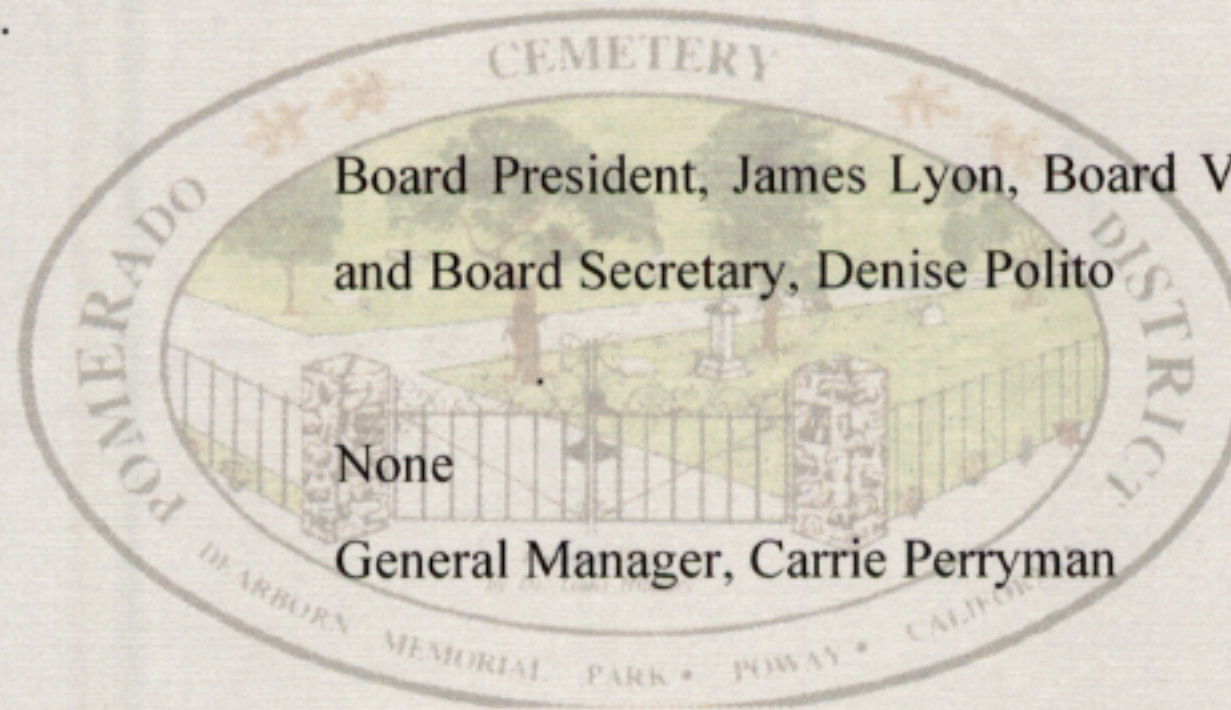 CEMETERY
POMERADO
DISTRICT
Board President, James Lyon, Board V
and Board Secretary, Denise Polito
None
General Manager, Carrie Perryman
DEARBORN MEMORIAL PARK • POWAY •